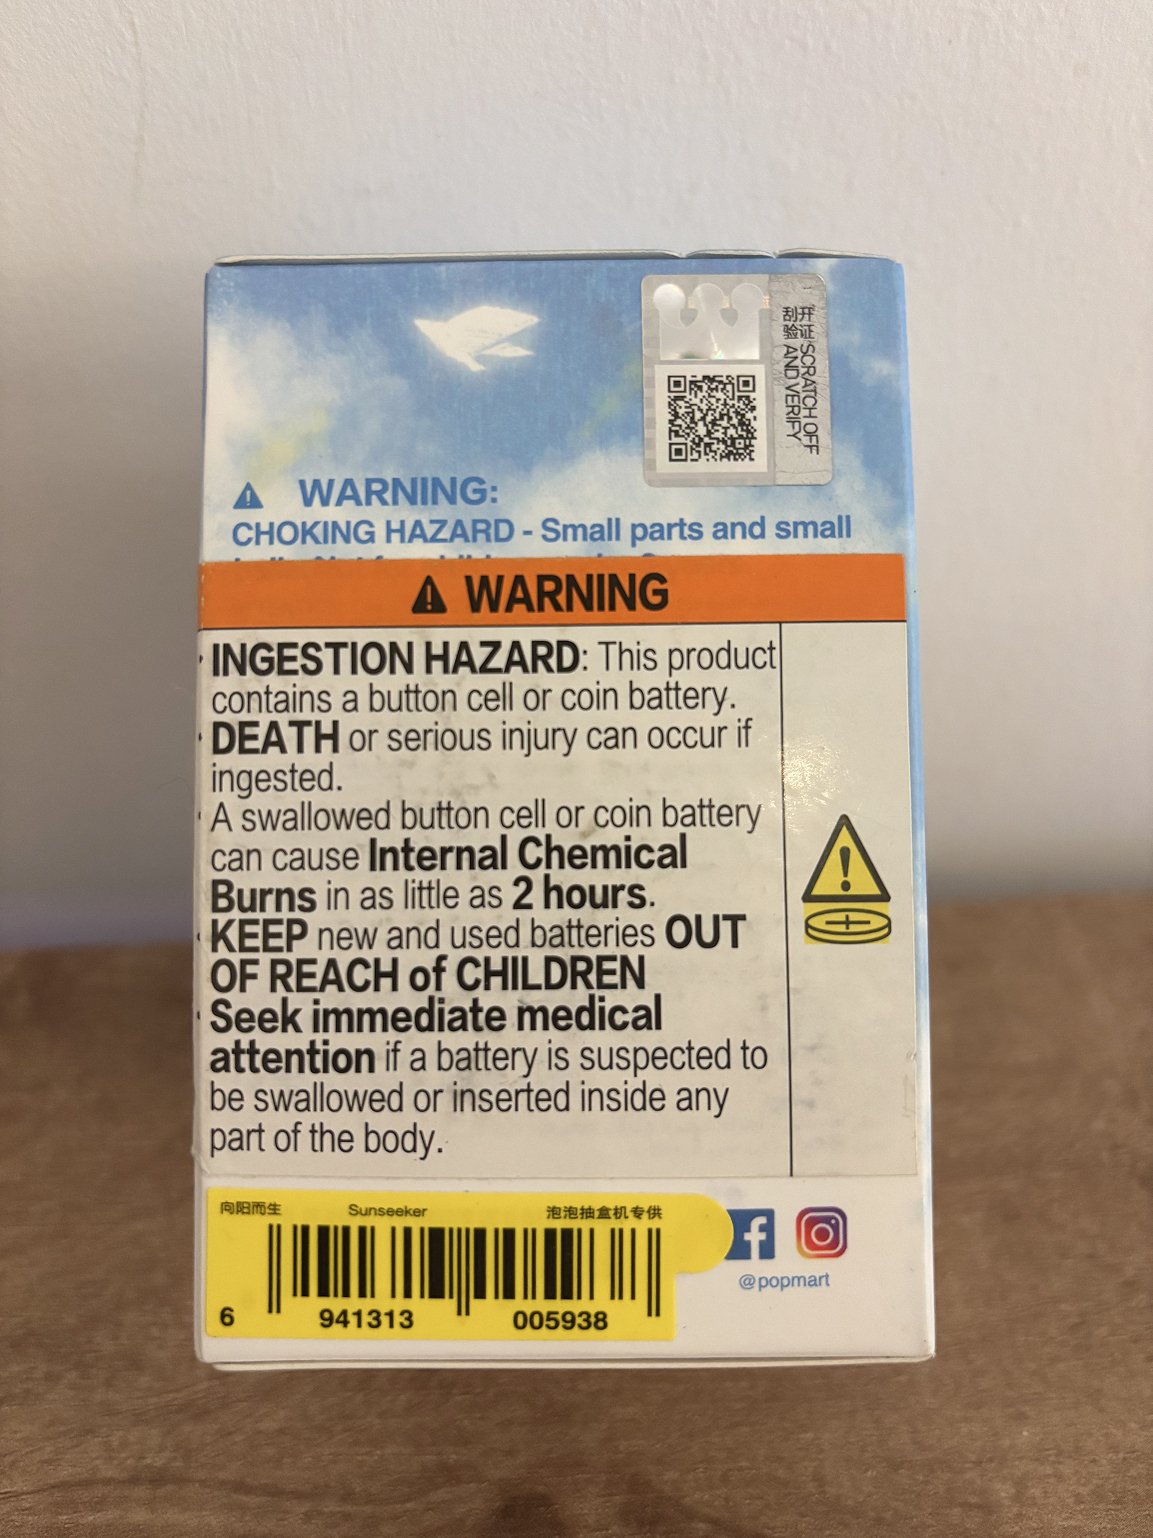 开证 SCRATCH OFF
刮验 AND VERIFY
WARNING:
CHOKING HAZARD - Small parts and small
WARNING
· INGESTION HAZARD: This product
contains a button cell or coin battery.
· DEATH or serious injury can occur if
ingested.
· A swallowed button cell or coin battery
can cause Internal Chemical
Burns in as little as 2 hours.
· KEEP new and used batteries OUT
OF REACH of CHILDREN
· Seek immediate medical
attention if a battery is suspected to
be swallowed or inserted inside any
part of the body.
向阳而生 Sunseeker 泡泡抽盒机专供
6 941313 005938
@popmart